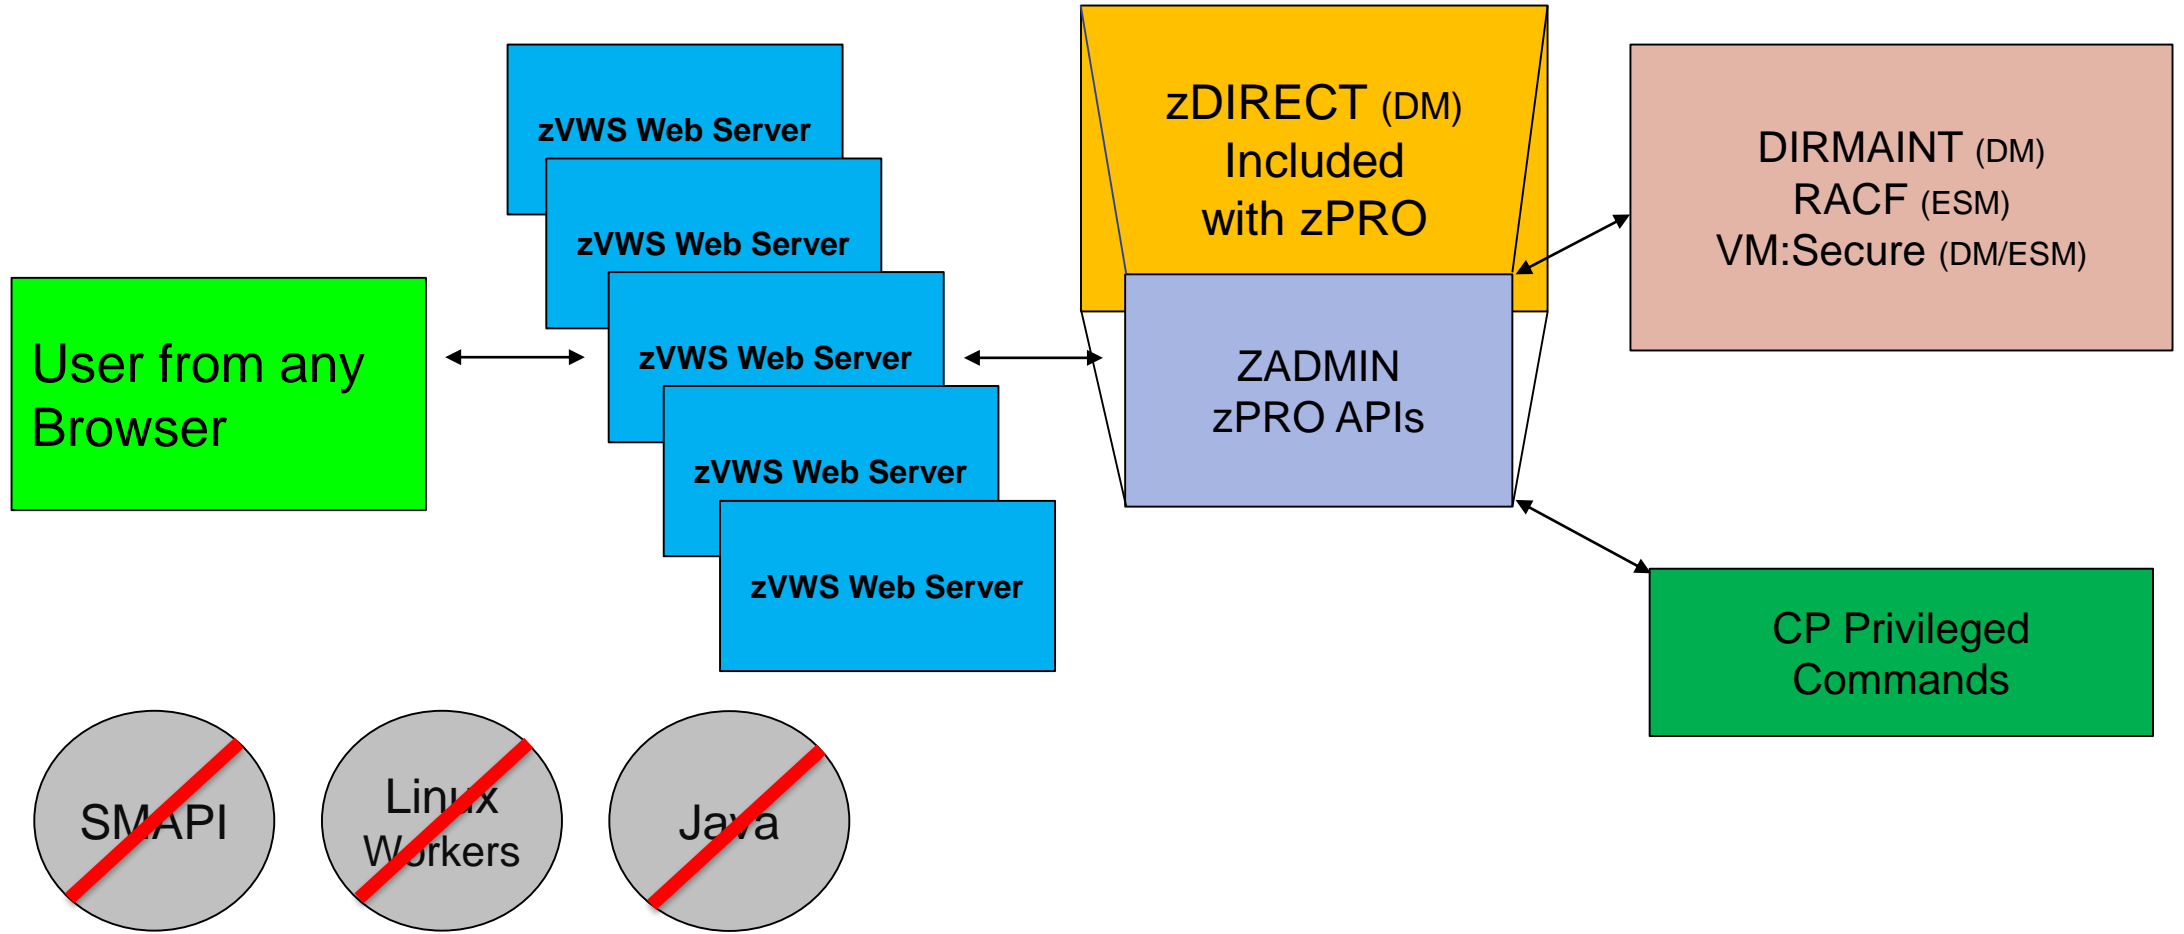 User from any
Browser
zVWS Web Server
zVWS Web Server
zVWS Web Server
zVWS Web Server
zVWS Web Server
zDIRECT (DM)
Included
with zPRO
ZADMIN
zPRO APIs
DIRMAINT (DM)
RACF (ESM)
VM:Secure (DM/ESM)
CP Privileged
Commands
SMAPI
Linux
Workers
Java